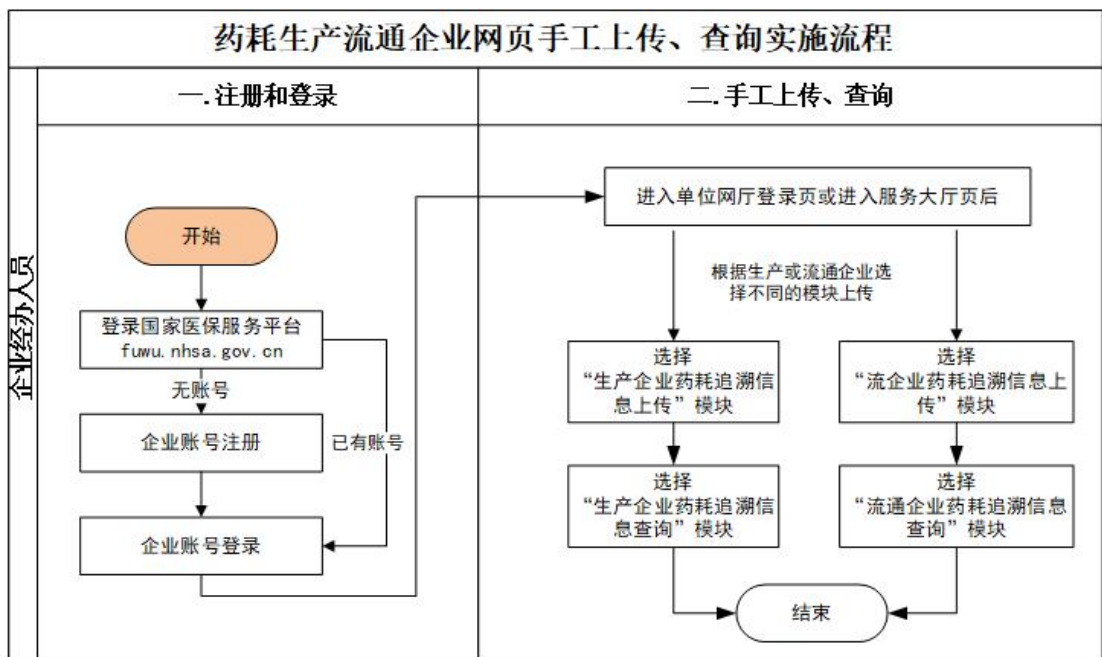 药耗生产流通企业网页手工上传、查询实施流程
企业经办人员
一.注册和登录
二.手工上传、查询
开始
登录国家医保服务平台
fuwu.nhsa.gov.cn
无账号
已有账号
企业账号注册
企业账号登录
进入单位网厅登录页或进入服务大厅页后
根据生产或流通企业选
择不同的模块上传
选择
“生产企业药耗追溯信
息上传”模块
选择
“流企业药耗追溯信息上
传”模块
选择
“生产企业药耗追溯信
息查询”模块
选择
“流通企业药耗追溯信息
查询”模块
结束